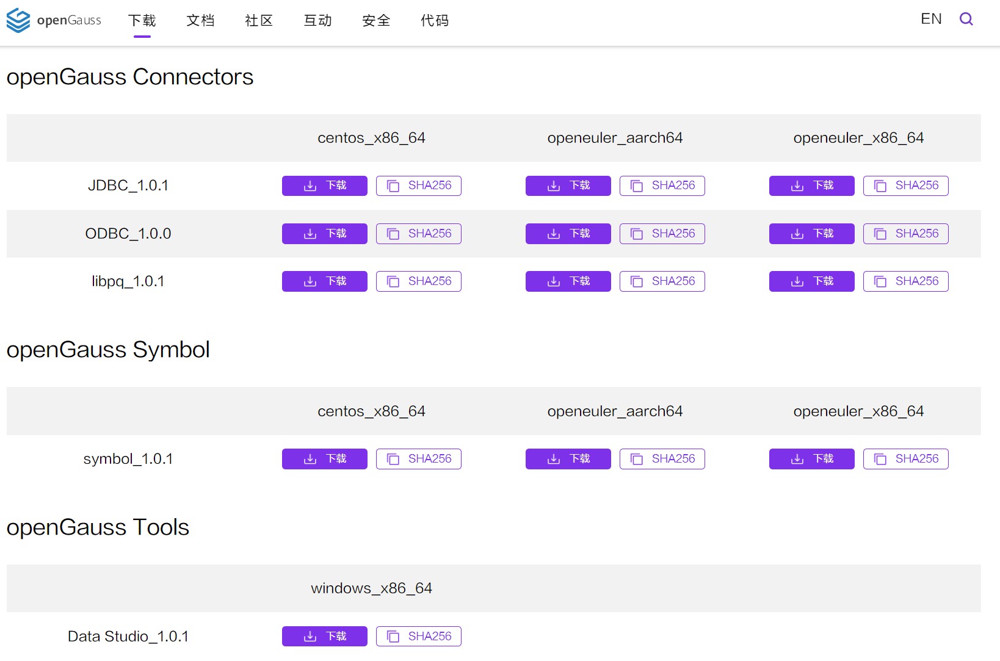 openGauss 下载 文档 社区 互动 安全 代码 EN
openGauss Connectors
centos_x86_64 openeuler_aarch64 openeuler_x86_64
JDBC_1.0.1 下载 SHA256 下载 SHA256 下载 SHA256
ODBC_1.0.0 下载 SHA256 下载 SHA256 下载 SHA256
libpq_1.0.1 下载 SHA256 下载 SHA256 下载 SHA256
openGauss Symbol
centos_x86_64 openeuler_aarch64 openeuler_x86_64
symbol_1.0.1 下载 SHA256 下载 SHA256 下载 SHA256
openGauss Tools
windows_x86_64
Data Studio_1.0.1 下载 SHA256